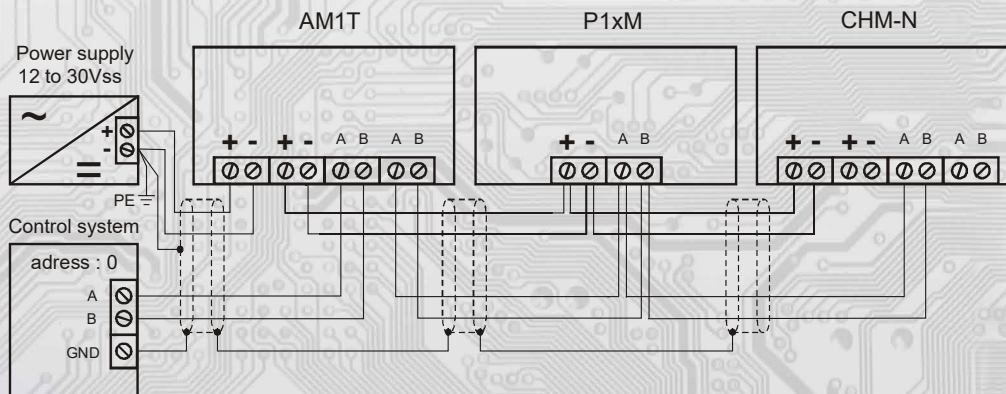 AM1T
P1xM
CHM-N
Power supply
12 to 30Vss
~
=
+
-
PE
+ - + - A B A B
+ - A B
+ - + - A B A B
Control system
adress : 0
A
B
GND